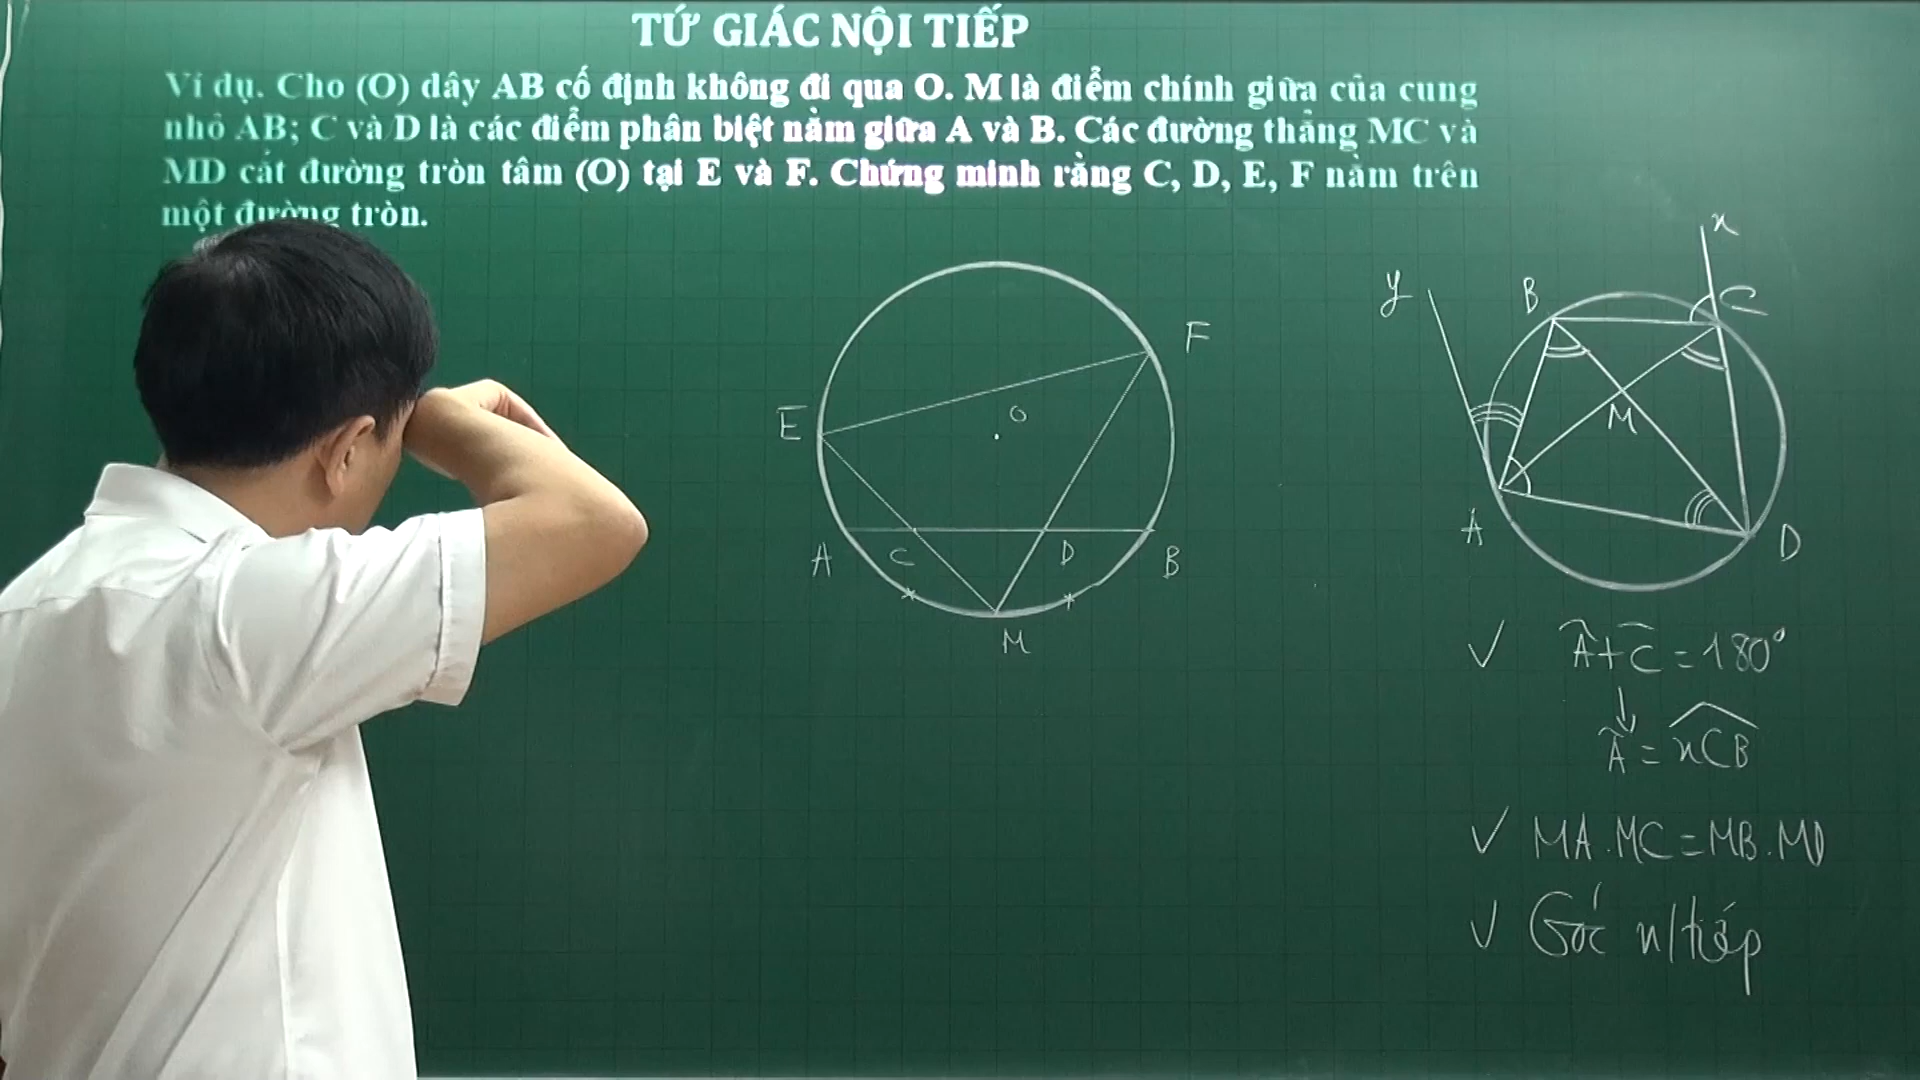 TỨ GIÁC NỘI TIẾP
Ví dụ. Cho (O) dây AB cố định không đi qua O. M là điểm chính giữa của cung
nhỏ AB; C và D là các điểm phân biệt nằm giữa A và B. Các đường thẳng MC và
MD cắt đường tròn tâm (O) tại E và F. Chứng minh rằng C, D, E, F nằm trên
một đường tròn.
F
E
O
A
C
D
B
M
x
y
B
C
M
A
D
✓ Â + Ĉ = 180°
↓
Â = xCB
✓ MA.MC = MB.MD
✓ Góc n/tiếp